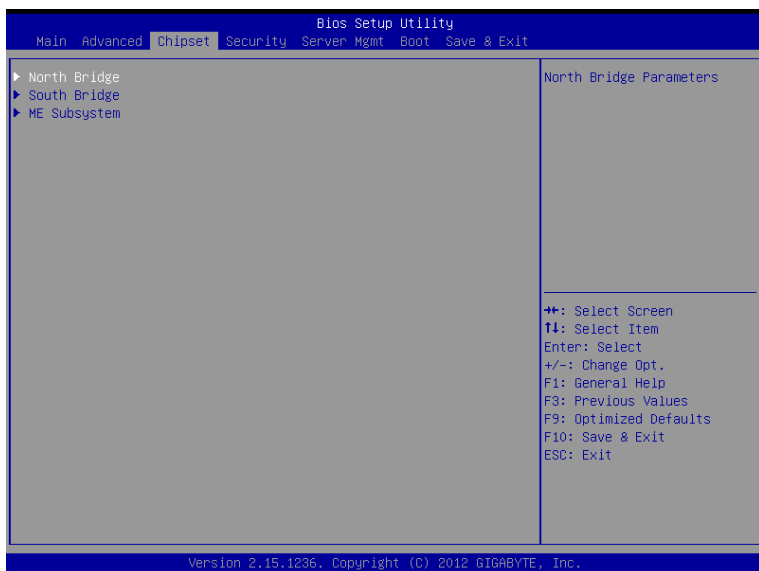 Bios Setup Utility
Main Advanced Chipset Security Server Mgmt Boot Save & Exit
▶ North Bridge
▶ South Bridge
▶ ME Subsystem
North Bridge Parameters
→←: Select Screen
↑↓: Select Item
Enter: Select
+/-: Change Opt.
F1: General Help
F3: Previous Values
F9: Optimized Defaults
F10: Save & Exit
ESC: Exit
Version 2.15.1236. Copyright (C) 2012 GIGABYTE, Inc.